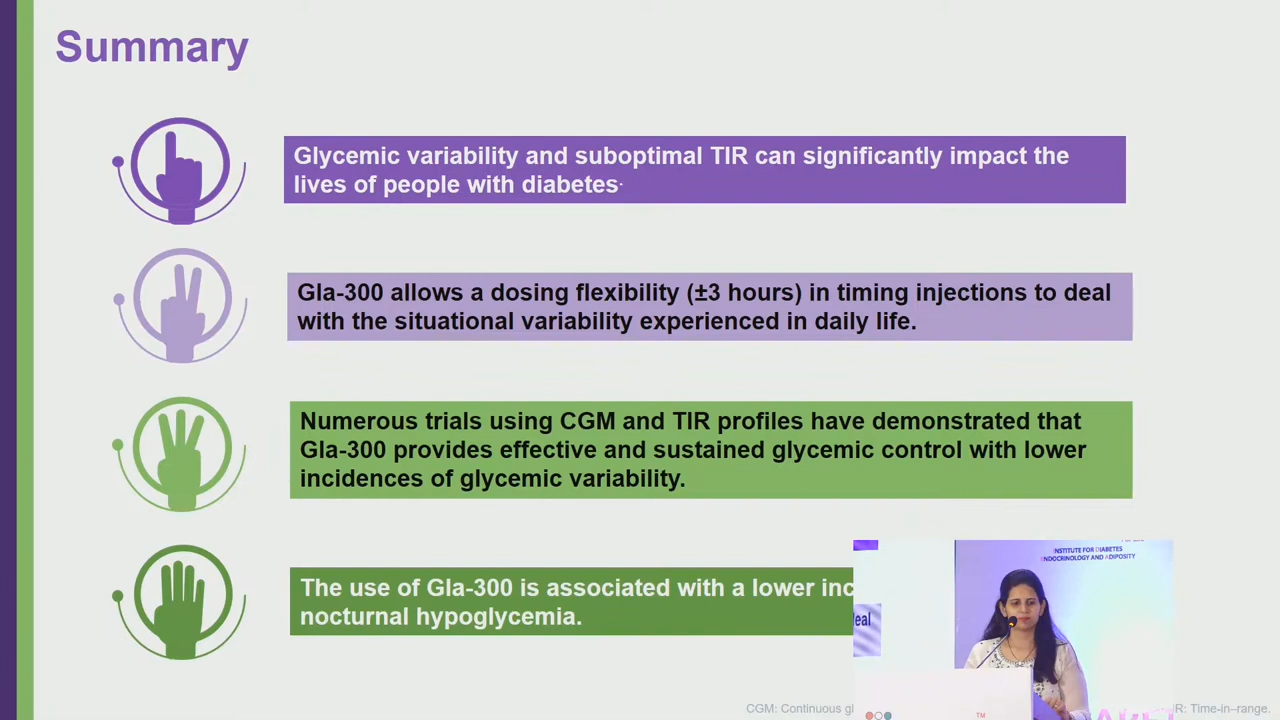 Summary
Glycemic variability and suboptimal TIR can significantly impact the
lives of people with diabetes.
Gla-300 allows a dosing flexibility (±3 hours) in timing injections to deal
with the situational variability experienced in daily life.
Numerous trials using CGM and TIR profiles have demonstrated that
Gla-300 provides effective and sustained glycemic control with lower
incidences of glycemic variability.
The use of Gla-300 is associated with a lower inc
nocturnal hypoglycemia.
INSTITUTE FOR DIABETES
ENDOCRINOLOGY AND ADIPOSITY
eal
TM
CGM: Continuous gl
R: Time-in-range.